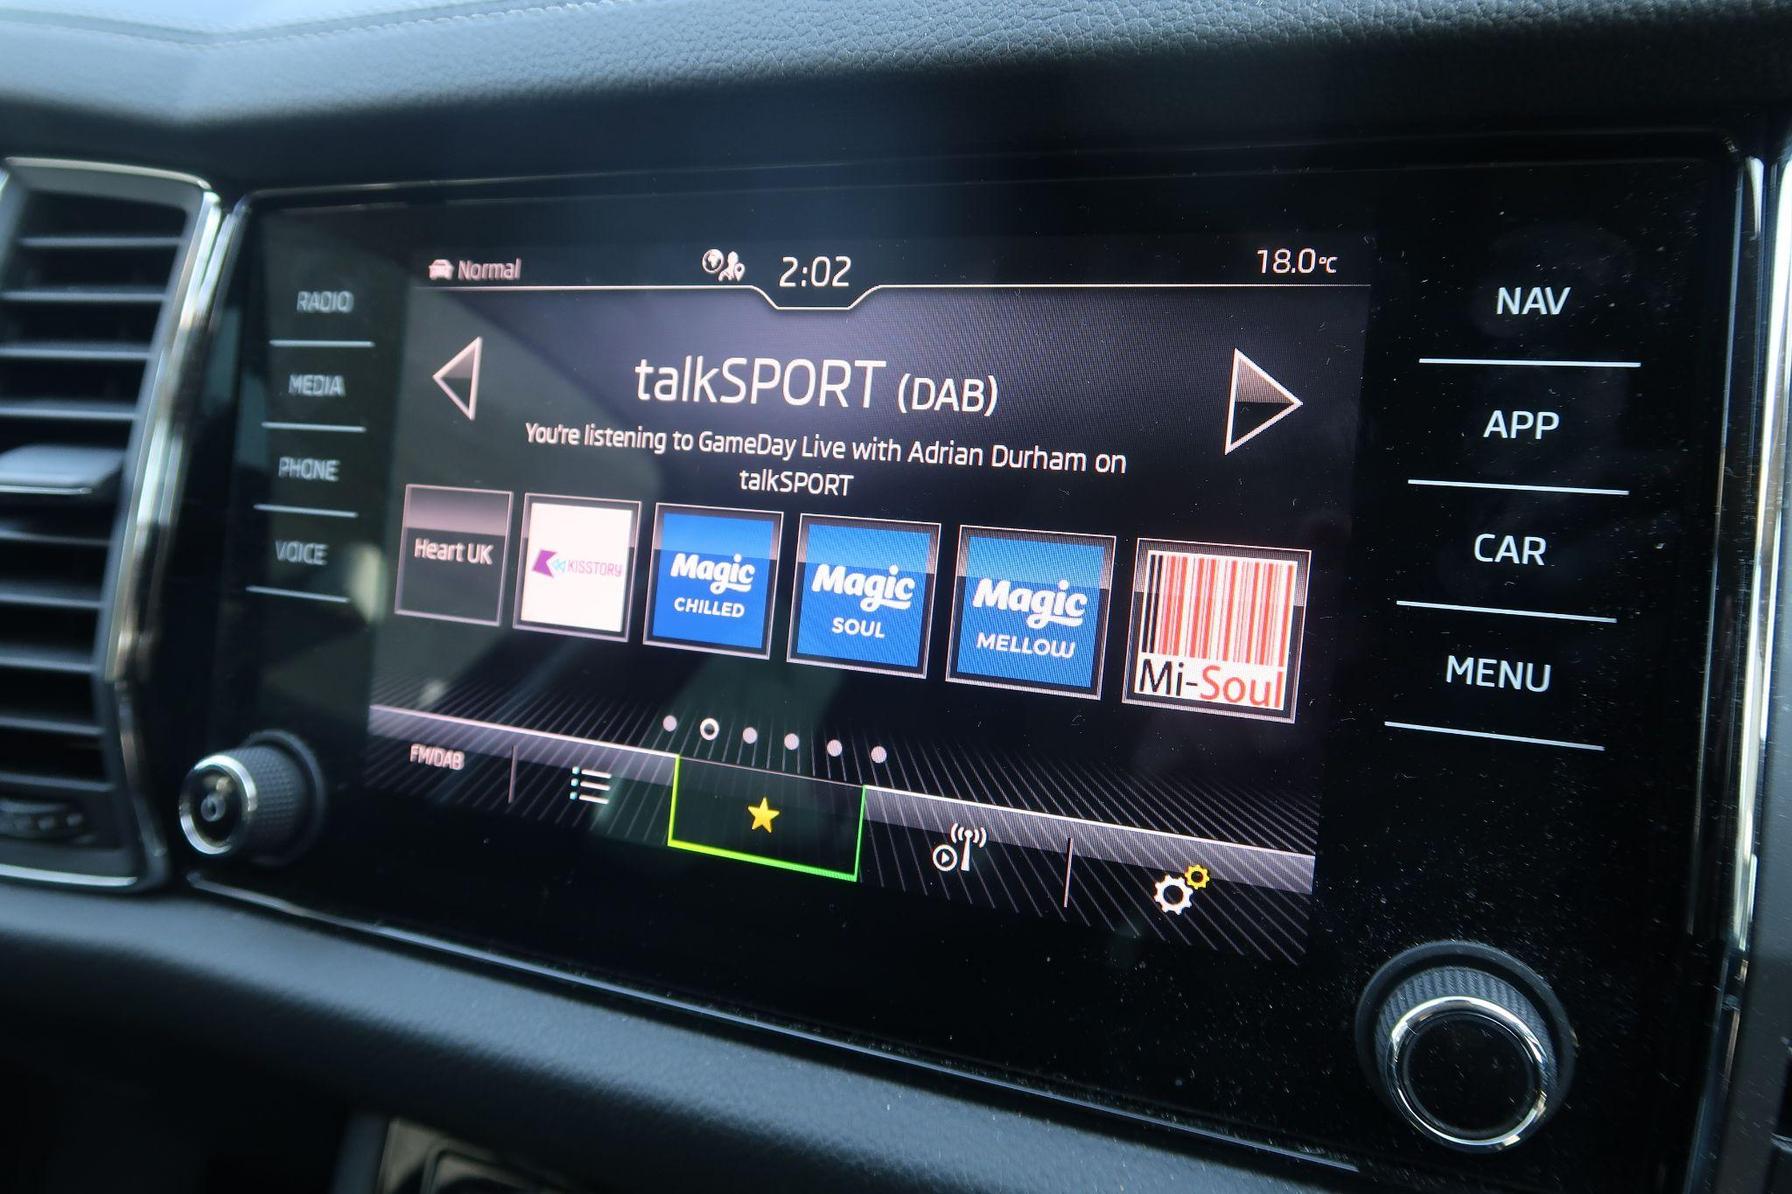 Normal
2:02
18.0°C
RADIO
MEDIA
PHONE
VOICE
talkSPORT (DAB)
You're listening to GameDay Live with Adrian Durham on
talkSPORT
Heart UK
KISSTORY
Magic
CHILLED
Magic
SOUL
Magic
MELLOW
Mi-Soul
FM/DAB
NAV
APP
CAR
MENU